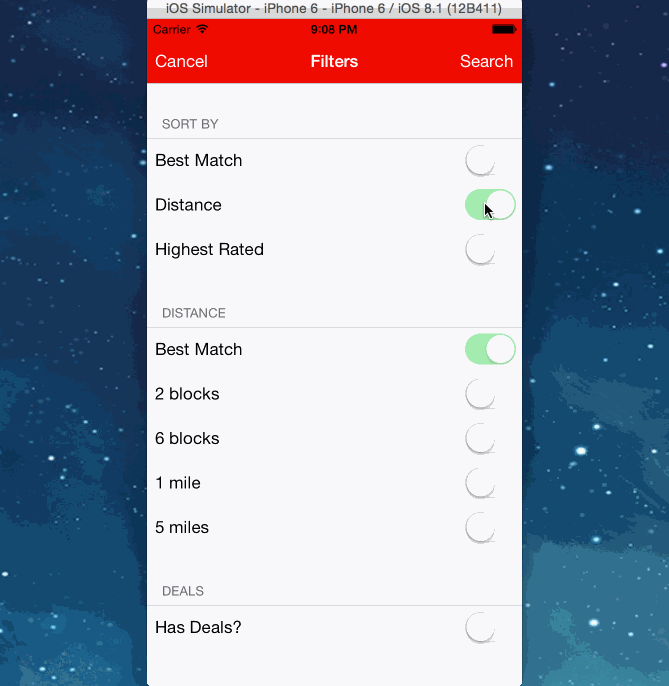 iOS Simulator - iPhone 6 - iPhone 6 / iOS 8.1 (12B411)
Carrier 9:08 PM
Cancel Filters Search
SORT BY
Best Match
Distance
Highest Rated
DISTANCE
Best Match
2 blocks
6 blocks
1 mile
5 miles
DEALS
Has Deals?